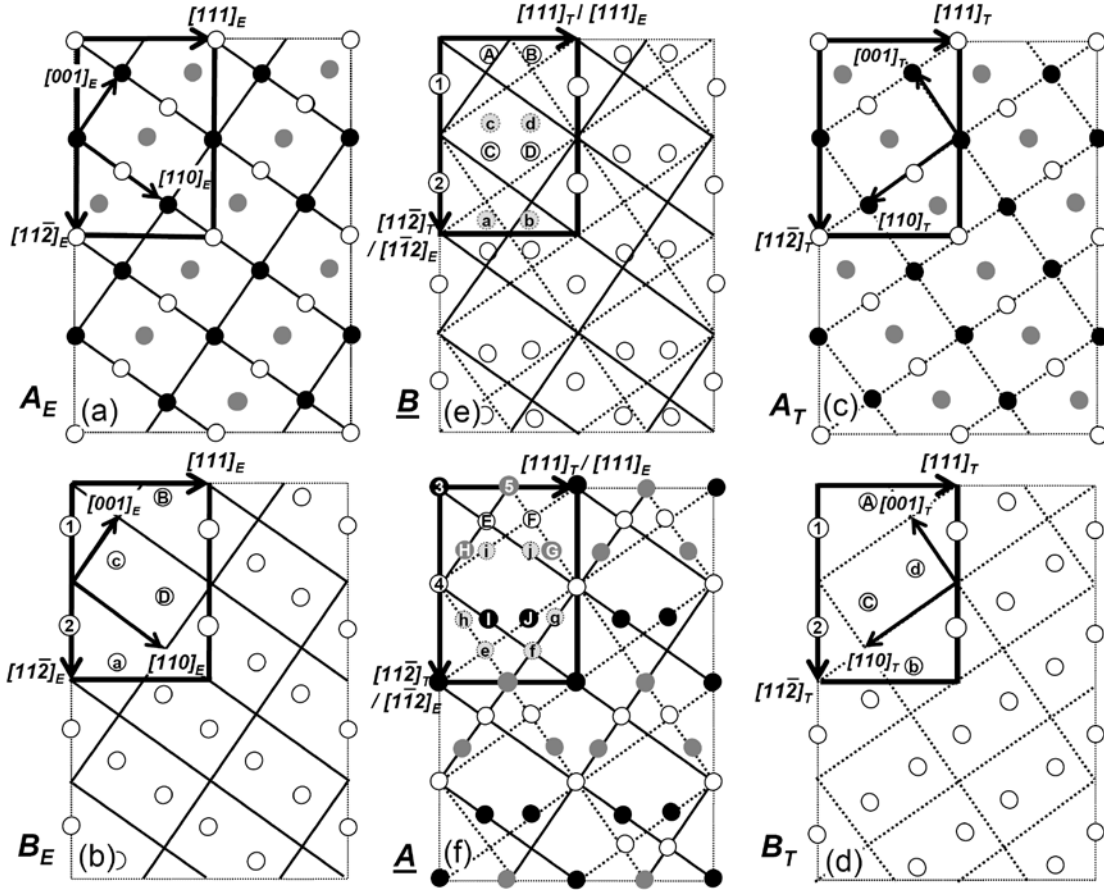 [111]E
[111]T / [111]E
[111]T
[001]E
A B
[001]T
1
c d
C D
[110]E
2
[110]T
a b
[112̅]E
[112̅]T
/ [11̅2]E
[112̅]T
AE (a)
B (e)
AT (c)
[111]E
[111]T / [111]E
[111]T
B
3 5
A
[001]E
[001]T
1
E F
1
c
H i j G
d
D
4
C
2
h I J g
2
a
[110]E
e f
[110]T b
[112̅]E
[112̅]T
/ [11̅2]E
[112̅]T
BE (b)
A (f)
BT (d)